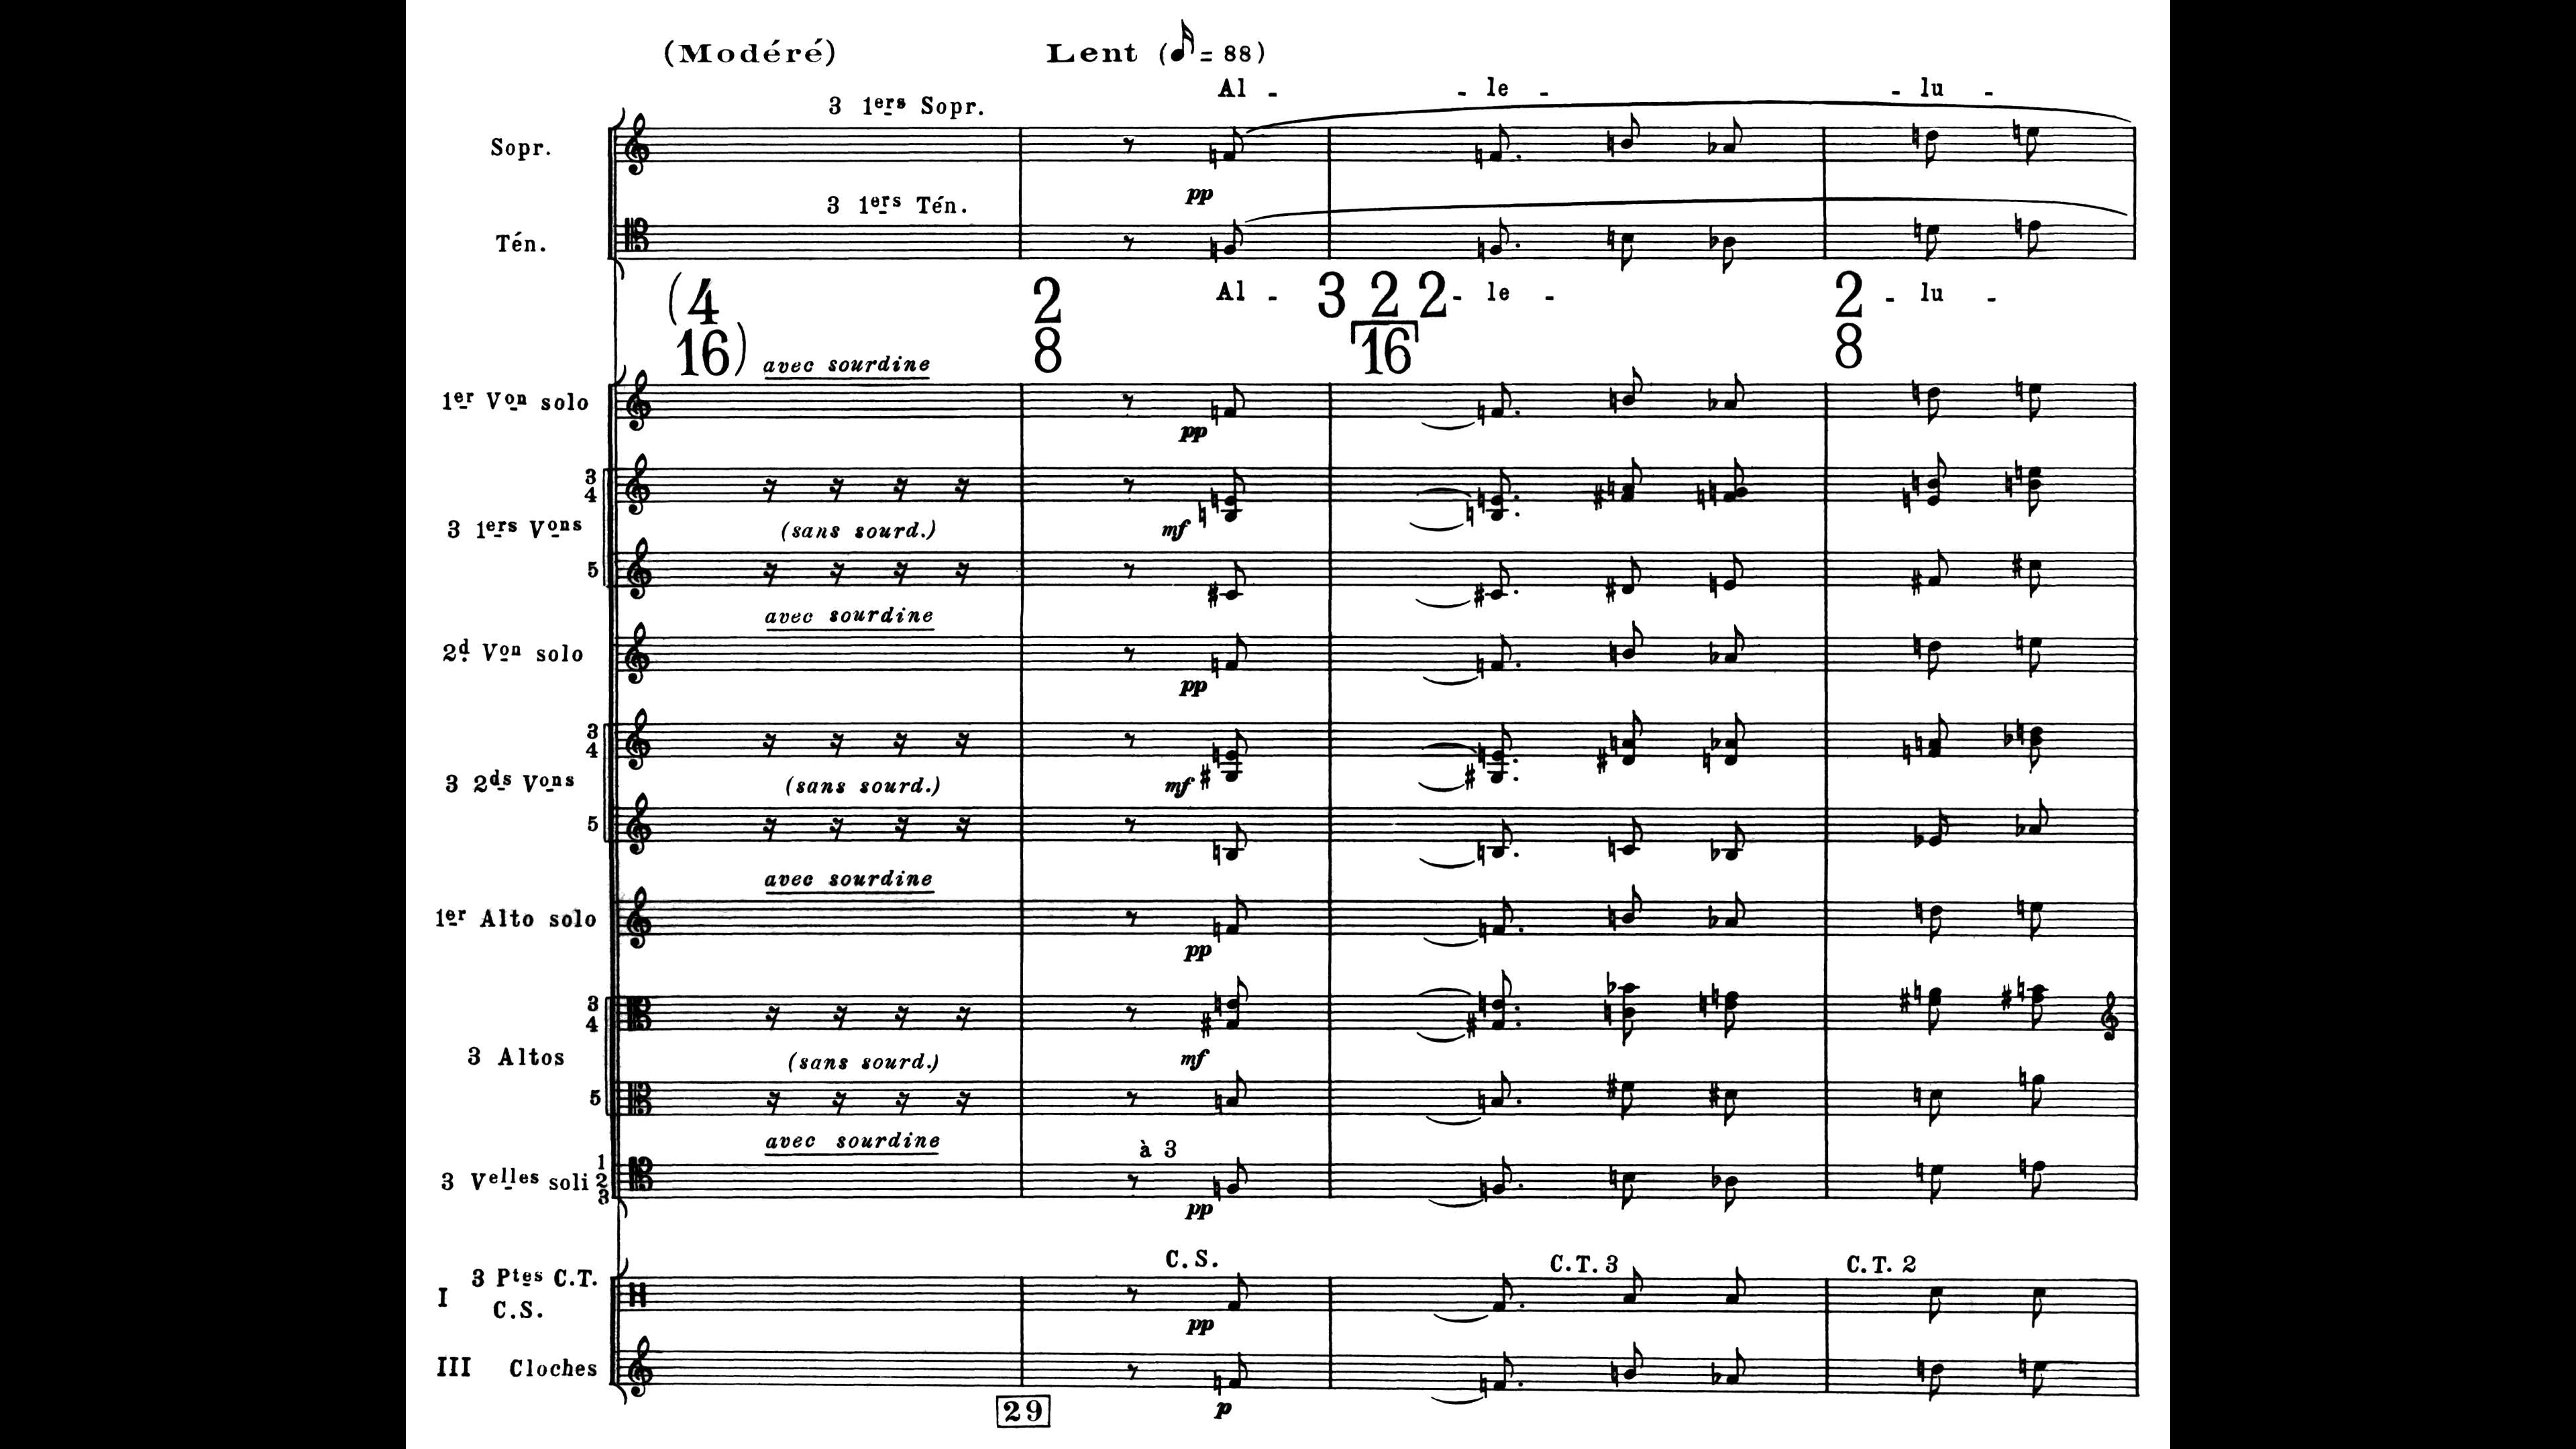 (Modéré) Lent (𝅘𝅥𝅯 = 88)
Al - - le - - lu -
3 1ers Sopr.
Sopr.
pp
3 1ers Tén.
Tén.
Al - - le - - lu -
(4 2 3 2 2 2
16) 8 16 8
avec sourdine
1er Von solo
pp
3
4
3 1ers Vons
(sans sourd.) mf
5
avec sourdine
2d. Von solo
pp
3
4
3 2ds Vons
(sans sourd.) mf
5
avec sourdine
1er Alto solo
pp
3
4
3 Altos
(sans sourd.) mf
5
avec sourdine à 3
3 Velles soli 1 2 3
pp
C.S. C.T. 3 C.T. 2
I 3 Ptes C.T.
C.S.
pp
III Cloches
29 p